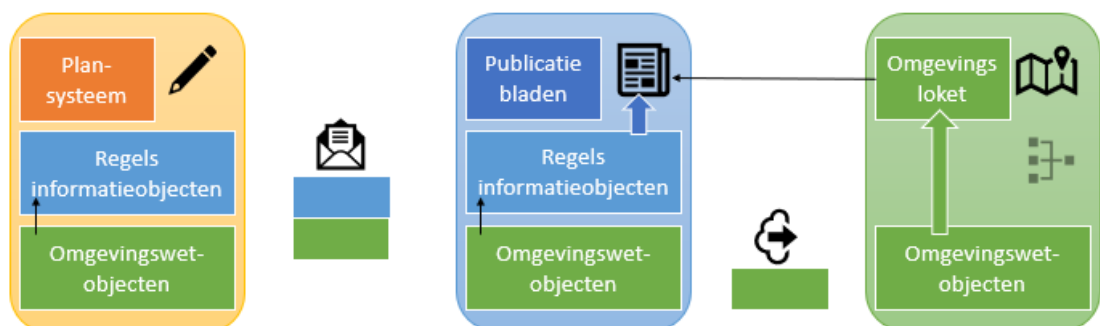 Plan-
systeem
Regels
informatieobjecten
Omgevingswet-
objecten
Publicatie
bladen
Regels
informatieobjecten
Omgevingswet-
objecten
Omgevings
loket
Omgevingswet-
objecten